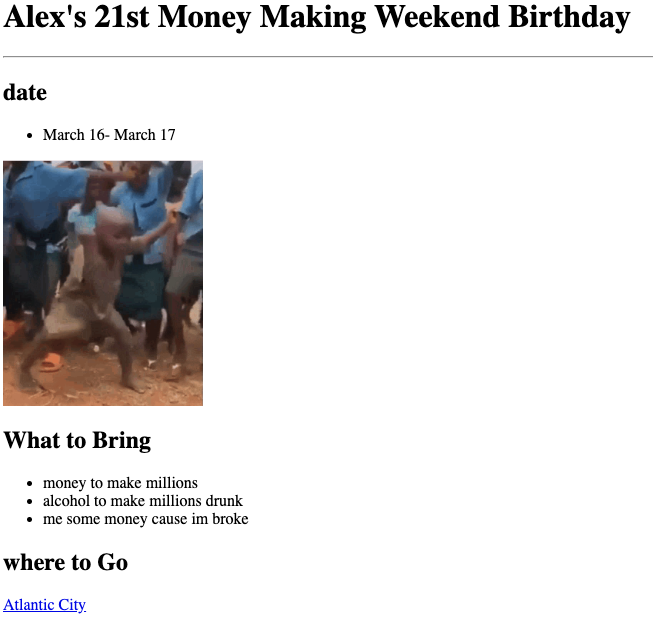 Alex's 21st Money Making Weekend Birthday
date
March 16- March 17
What to Bring
money to make millions
alcohol to make millions drunk
me some money cause im broke
where to Go
Atlantic City